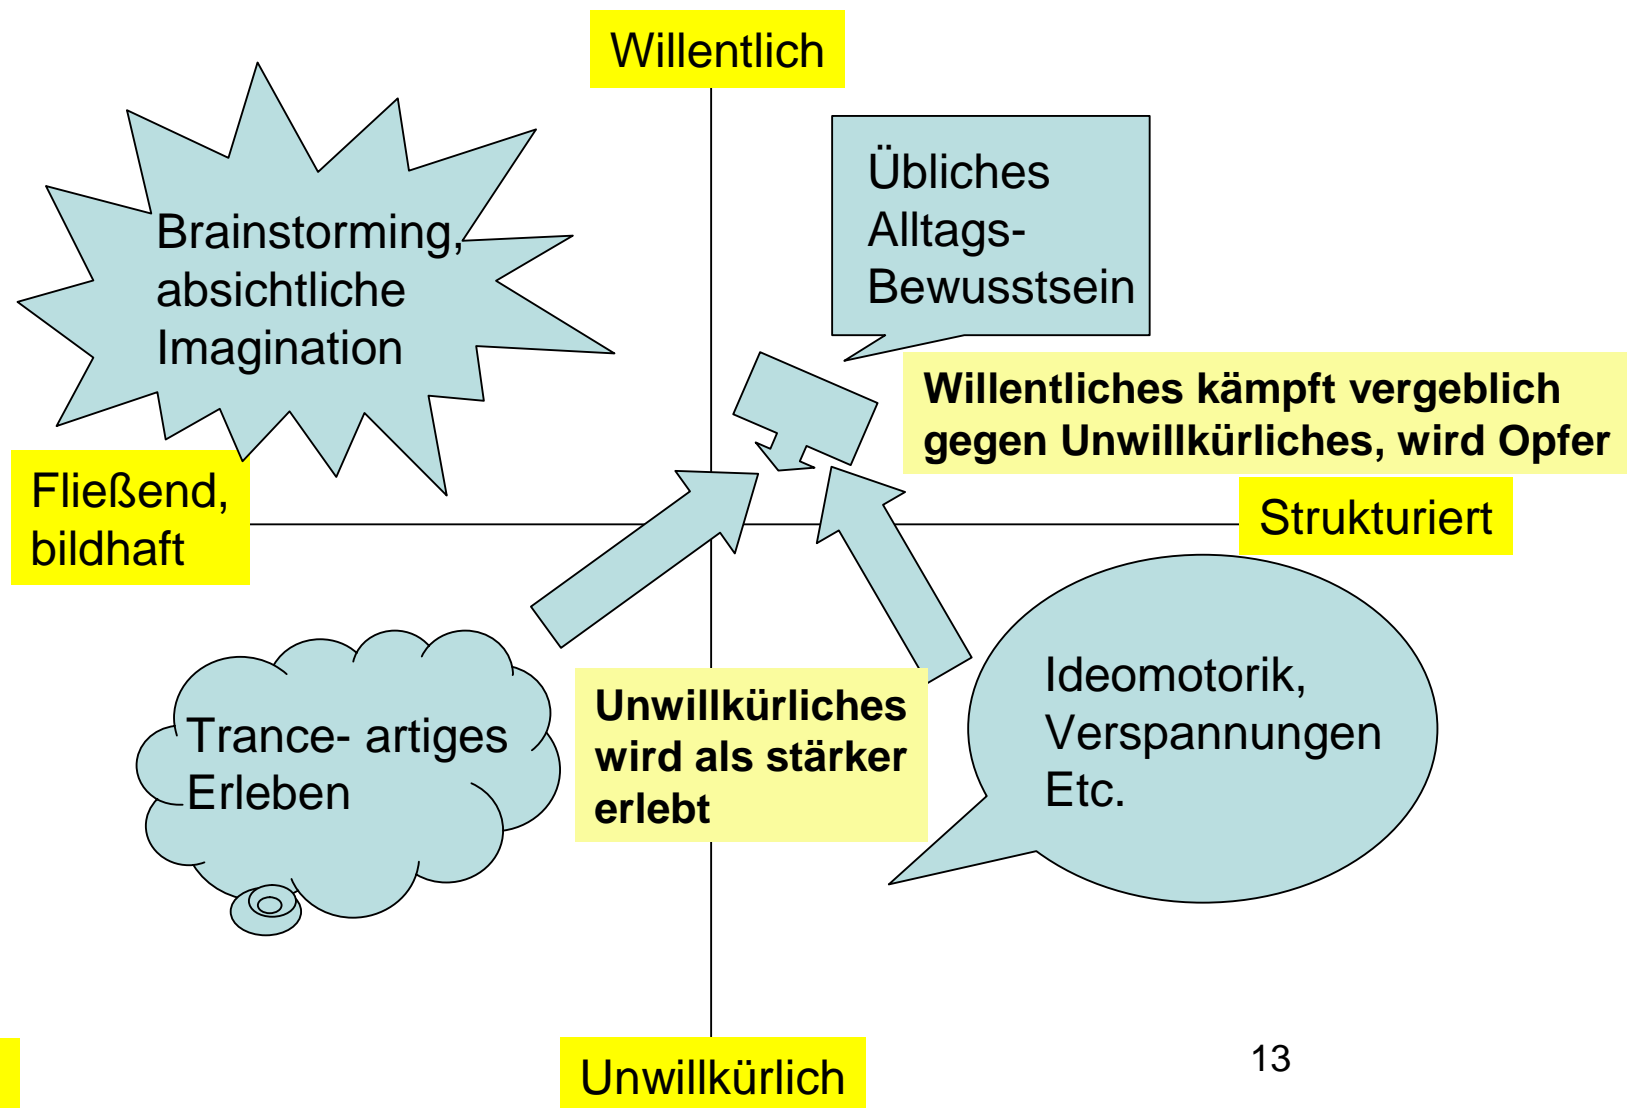 Willentlich
Brainstorming,
absichtliche
Imagination
Übliches
Alltags-
Bewusstsein
Willentliches kämpft vergeblich
gegen Unwillkürliches, wird Opfer
Fließend,
bildhaft
Strukturiert
Trance- artiges
Erleben
Unwillkürliches
wird als stärker
erlebt
Ideomotorik,
Verspannungen
Etc.
Unwillkürlich
13